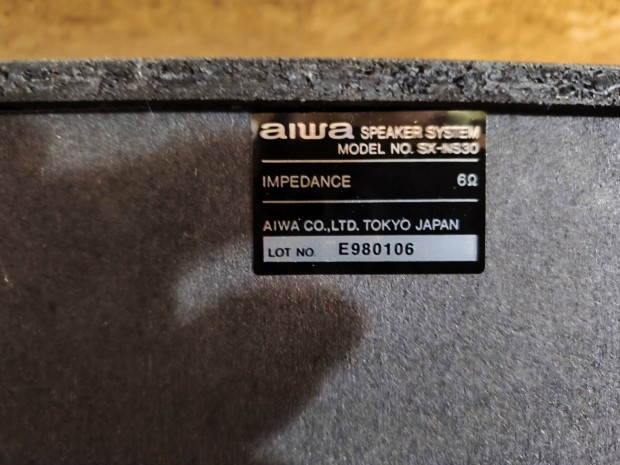 aiwa SPEAKER SYSTEM
MODEL NO. SX-NS30
IMPEDANCE 6Ω
AIWA CO.,LTD. TOKYO JAPAN
LOT NO. E980106